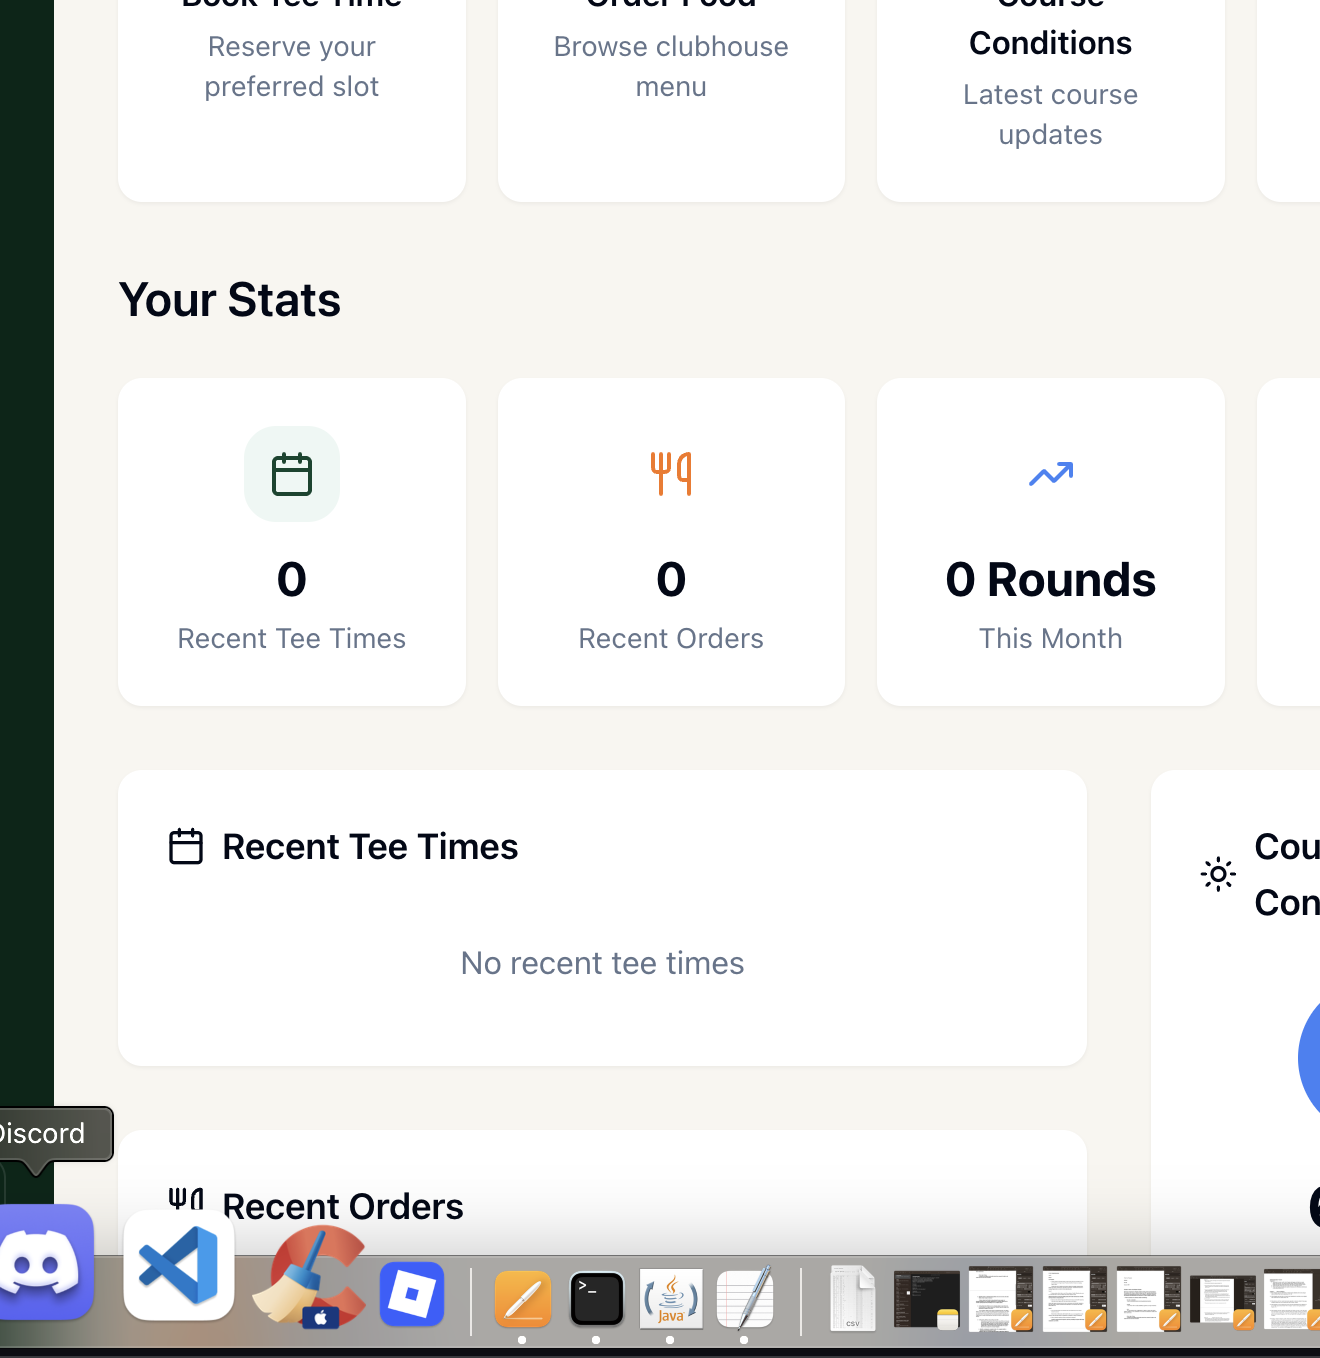 Book Tee Time
Reserve your
preferred slot
Order Food
Browse clubhouse
menu
Course
Conditions
Latest course
updates
Your Stats
0
Recent Tee Times
0
Recent Orders
0 Rounds
This Month
Recent Tee Times
No recent tee times
Cou
Con
Recent Orders
Discord
>_
Java
CSV